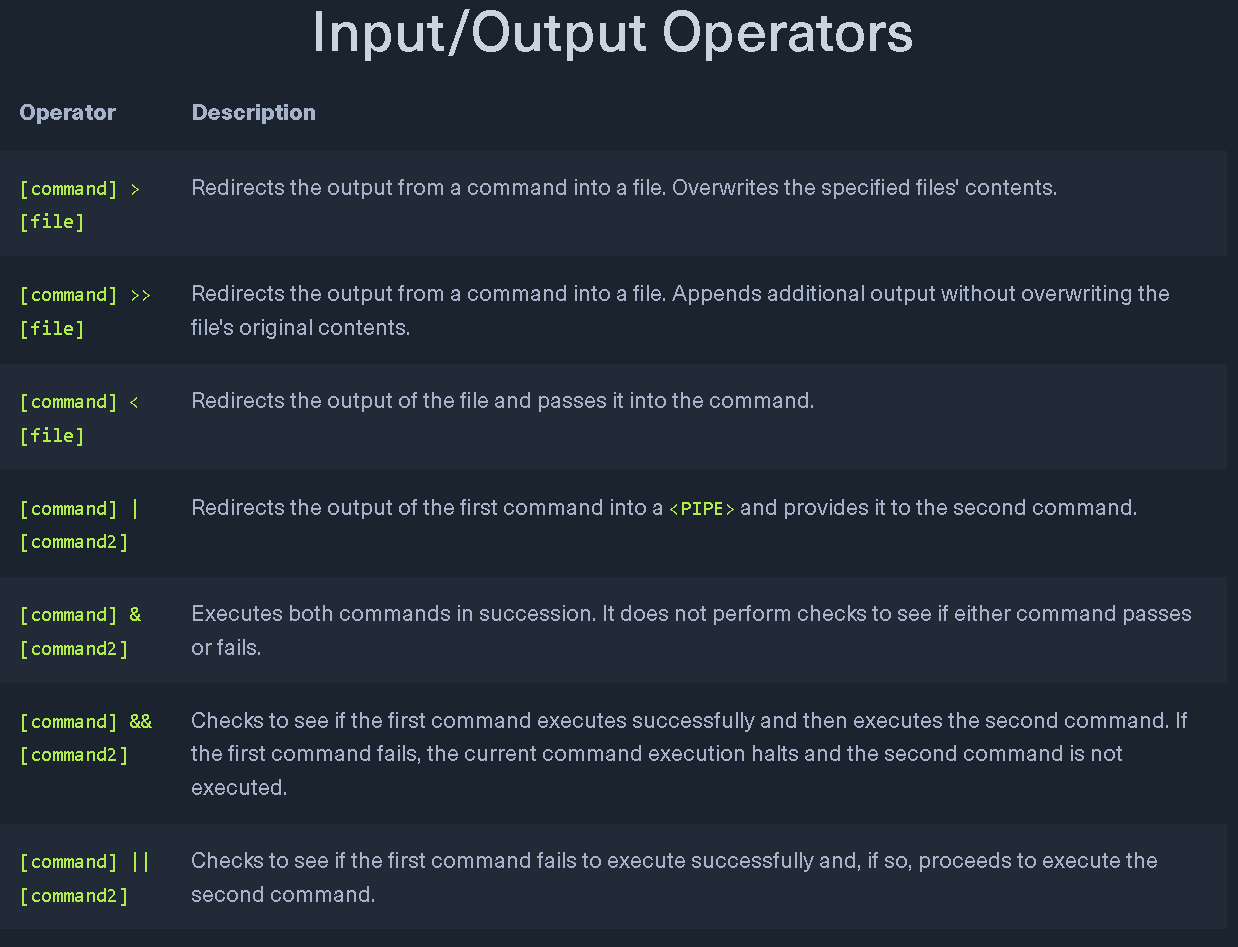 Input/Output Operators
Operator Description
[command] > Redirects the output from a command into a file. Overwrites the specified files' contents.
[file]
[command] >> Redirects the output from a command into a file. Appends additional output without overwriting the
[file] file's original contents.
[command] < Redirects the output of the file and passes it into the command.
[file]
[command] | Redirects the output of the first command into a <PIPE> and provides it to the second command.
[command2]
[command] & Executes both commands in succession. It does not perform checks to see if either command passes
[command2] or fails.
[command] && Checks to see if the first command executes successfully and then executes the second command. If
[command2] the first command fails, the current command execution halts and the second command is not
executed.
[command] || Checks to see if the first command fails to execute successfully and, if so, proceeds to execute the
[command2] second command.